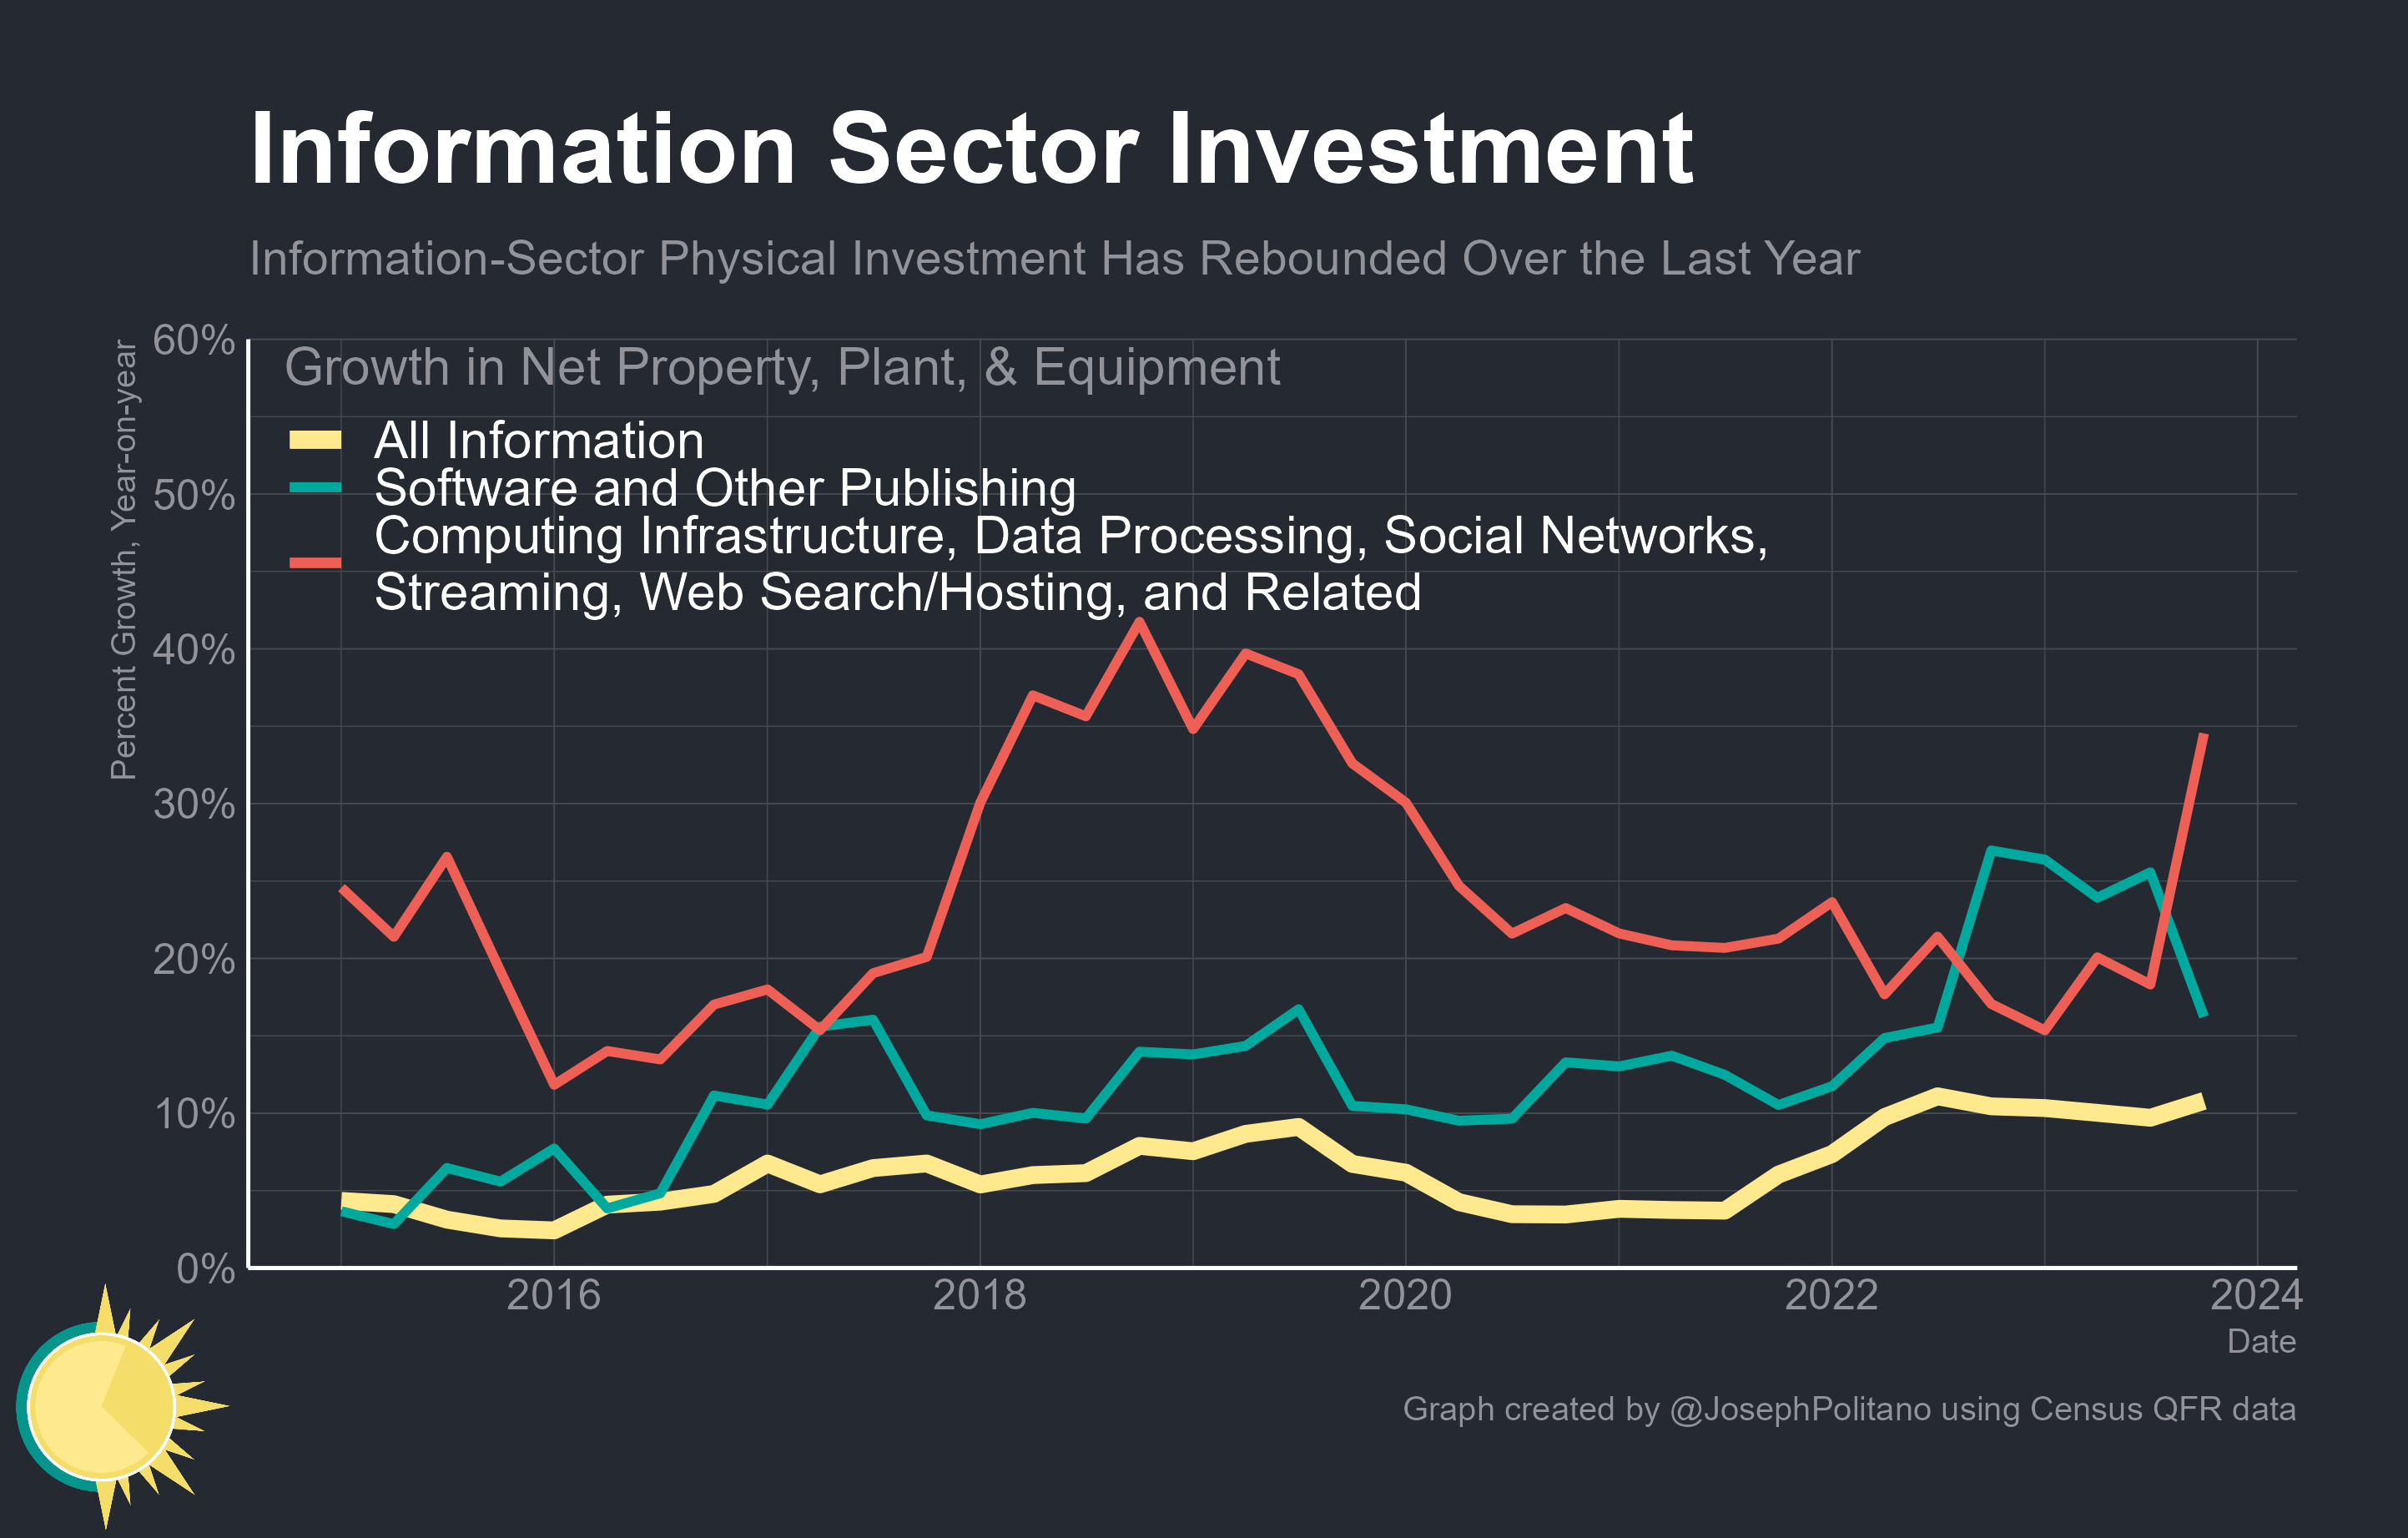 Information Sector Investment
Information-Sector Physical Investment Has Rebounded Over the Last Year
Percent Growth, Year-on-year
60%
50%
40%
30%
20%
10%
0%
Growth in Net Property, Plant, & Equipment
All Information
Software and Other Publishing
Computing Infrastructure, Data Processing, Social Networks,
Streaming, Web Search/Hosting, and Related
2016
2018
2020
2022
2024
Date
Graph created by @JosephPolitano using Census QFR data